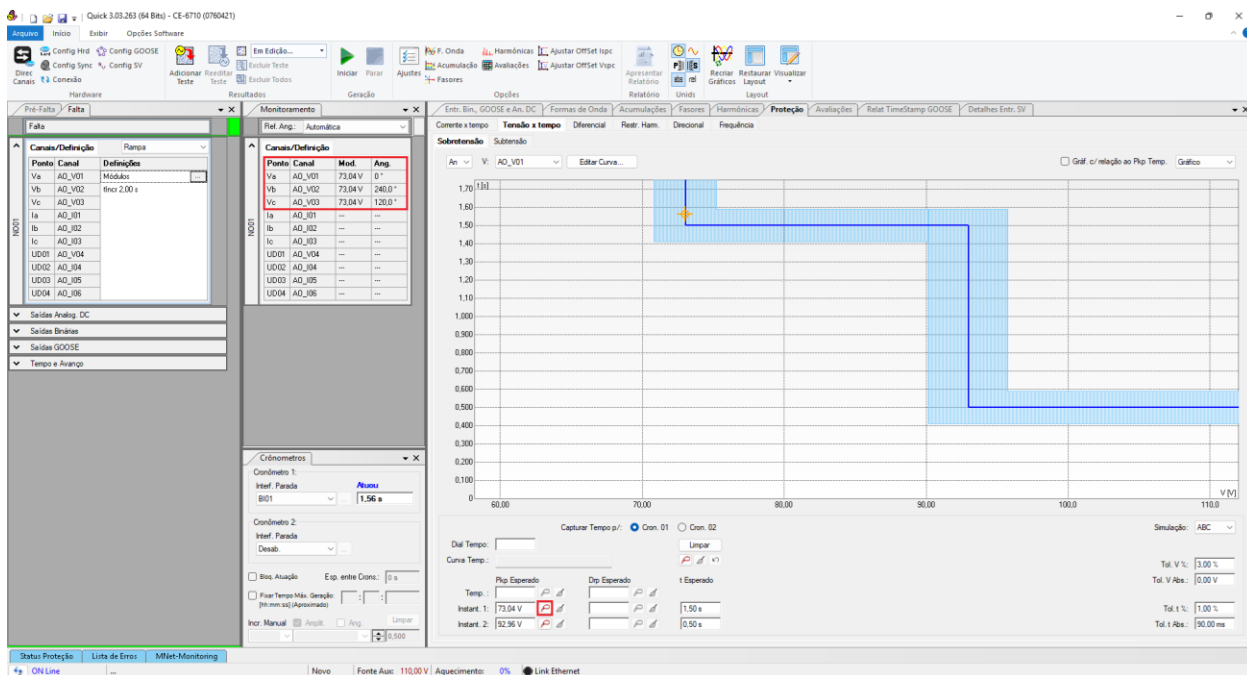 Quick 3.03.263 (64 Bits) - CE-6710 (0760421)
Arquivo Início Exibir Opções Software
Direc Canais
Config Hrd Config GOOSE
Config Sync Config SV
Conexão
Hardware
Adicionar Teste
Reeditar Teste
Em Edição...
Excluir Teste
Excluir Todos
Resultados
Iniciar Parar
Geração
Ajustes
F. Onda Harmônicas Ajustar OffSet Ispc
Acumulação Avaliações Ajustar OffSet Vspc
Fasores
Opções
Apresentar Relatório
Relatório
P|| ||S
rel
Unids
Recriar Gráficos
Restaurar Layout
Visualizar
Layout
Pré-Falta Falta
Falta
NO01
Canais/Definição Rampa
Ponto Canal Definições
Va AO_V01 Módulos ...
Vb AO_V02 tIncr 2,00 s
Vc AO_V03
Ia AO_I01
Ib AO_I02
Ic AO_I03
UD01 AO_V04
UD02 AO_I04
UD03 AO_I05
UD04 AO_I06
Saídas Analog. DC
Saídas Binárias
Saídas GOOSE
Tempo e Avanço
Monitoramento
Ref. Ang.: Automática
NO01
Canais/Definição
Ponto Canal Mod. Ang.
Va AO_V01 73,04 V 0 °
Vb AO_V02 73,04 V 240,0 °
Vc AO_V03 73,04 V 120,0 °
Ia AO_I01 --- ---
Ib AO_I02 --- ---
Ic AO_I03 --- ---
UD01 AO_V04 --- ---
UD02 AO_I04 --- ---
UD03 AO_I05 --- ---
UD04 AO_I06 --- ---
Crônometros
Cronômetro 1:
Interf. Parada Atuou
BI01 ... 1,56 s
Cronômetro 2:
Interf. Parada
Desab. ...
Bloq. Atuação Esp. entre Crons.: 0 s
Fixar Tempo Máx. Geração: : :
[hh:mm:ss] (Aproximado)
Incr. Manual Amplit. Ang. Limpar
0,500
Entr. Bin., GOOSE e An. DC Formas de Onda Acumulações Fasores Harmônicas Proteção Avaliações Relat TimeStamp GOOSE Detalhes Entr. SV
Corrente x tempo Tensão x tempo Diferencial Restr. Harm. Direcional Frequência
Sobretensão Subtensão
An V: AO_V01 Editar Curva... Gráf. c/ relação ao Pkp Temp. Gráfico
t [s]
1,70
1,60
1,50
1,40
1,30
1,20
1,10
1,000
0,900
0,800
0,700
0,600
0,500
0,400
0,300
0,200
0,100
0
60,00 70,00 80,00 90,00 100,0 110,0
V [V]
Capturar Tempo p/: Cron. 01 Cron. 02 Simulação: ABC
Dial Tempo: Limpar
Curva Temp.:
Pkp Esperado Drp Esperado t Esperado
Temp. :
Instant. 1: 73,04 V 1,50 s
Instant. 2: 92,96 V 0,50 s
Tol. V %: 3,00 %
Tol. V Abs.: 0,00 V
Tol. t %: 1,00 %
Tol. t Abs.: 90,00 ms
Status Proteção Lista de Erros MNet-Monitoring
ON Line ... Novo Fonte Aux: 110,00 V Aquecimento: 0% Link Ethernet